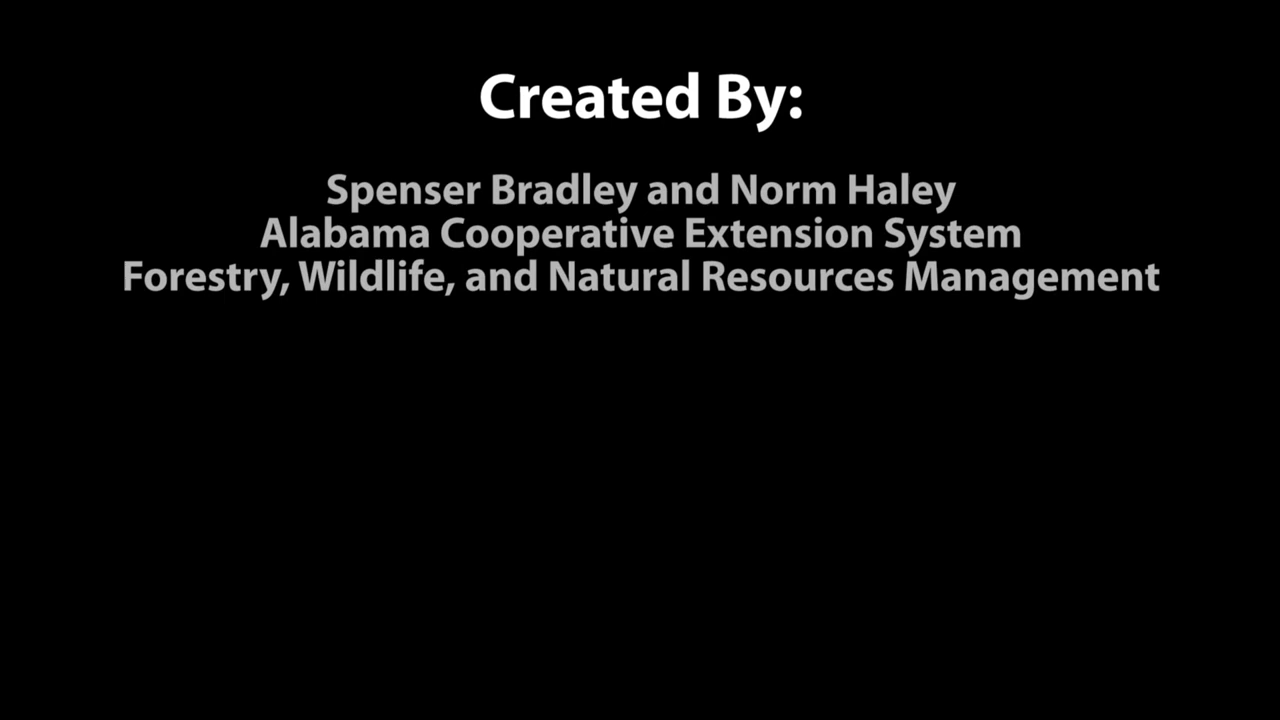 Created By:
Spenser Bradley and Norm Haley
Alabama Cooperative Extension System
Forestry, Wildlife, and Natural Resources Management